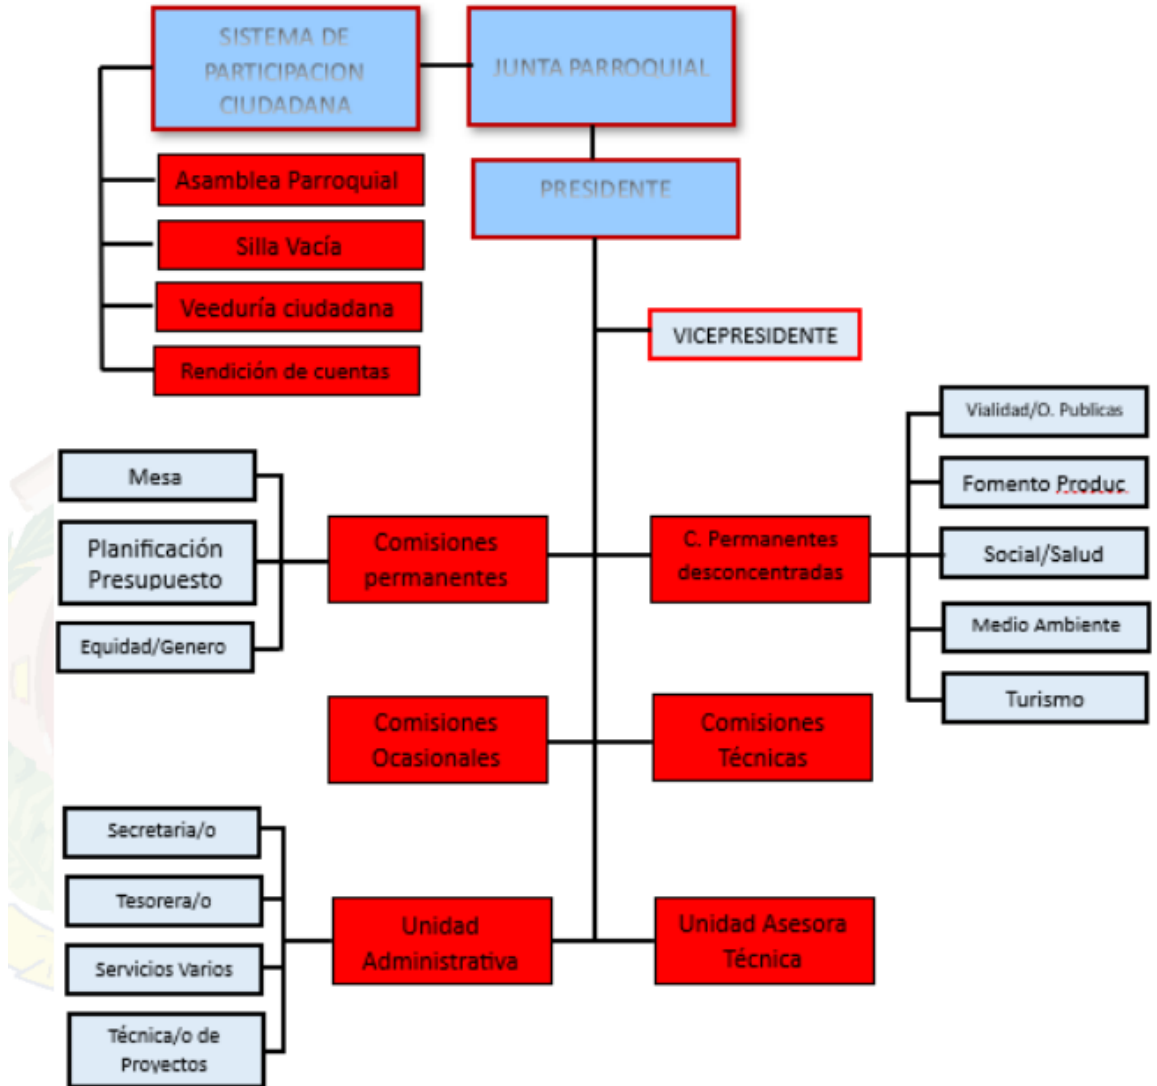 SISTEMA DE
PARTICIPACION
CIUDADANA
JUNTA PARROQUIAL
PRESIDENTE
Asamblea Parroquial
Silla Vacía
Veeduría ciudadana
Rendición de cuentas
VICEPRESIDENTE
Mesa
Planificación
Presupuesto
Equidad/Genero
Comisiones
permanentes
C. Permanentes
desconcentradas
Vialidad/O. Publicas
Fomento Produc
Social/Salud
Medio Ambiente
Turismo
Comisiones
Ocasionales
Comisiones
Técnicas
Secretaria/o
Tesorera/o
Servicios Varios
Técnica/o de
Proyectos
Unidad
Administrativa
Unidad Asesora
Técnica